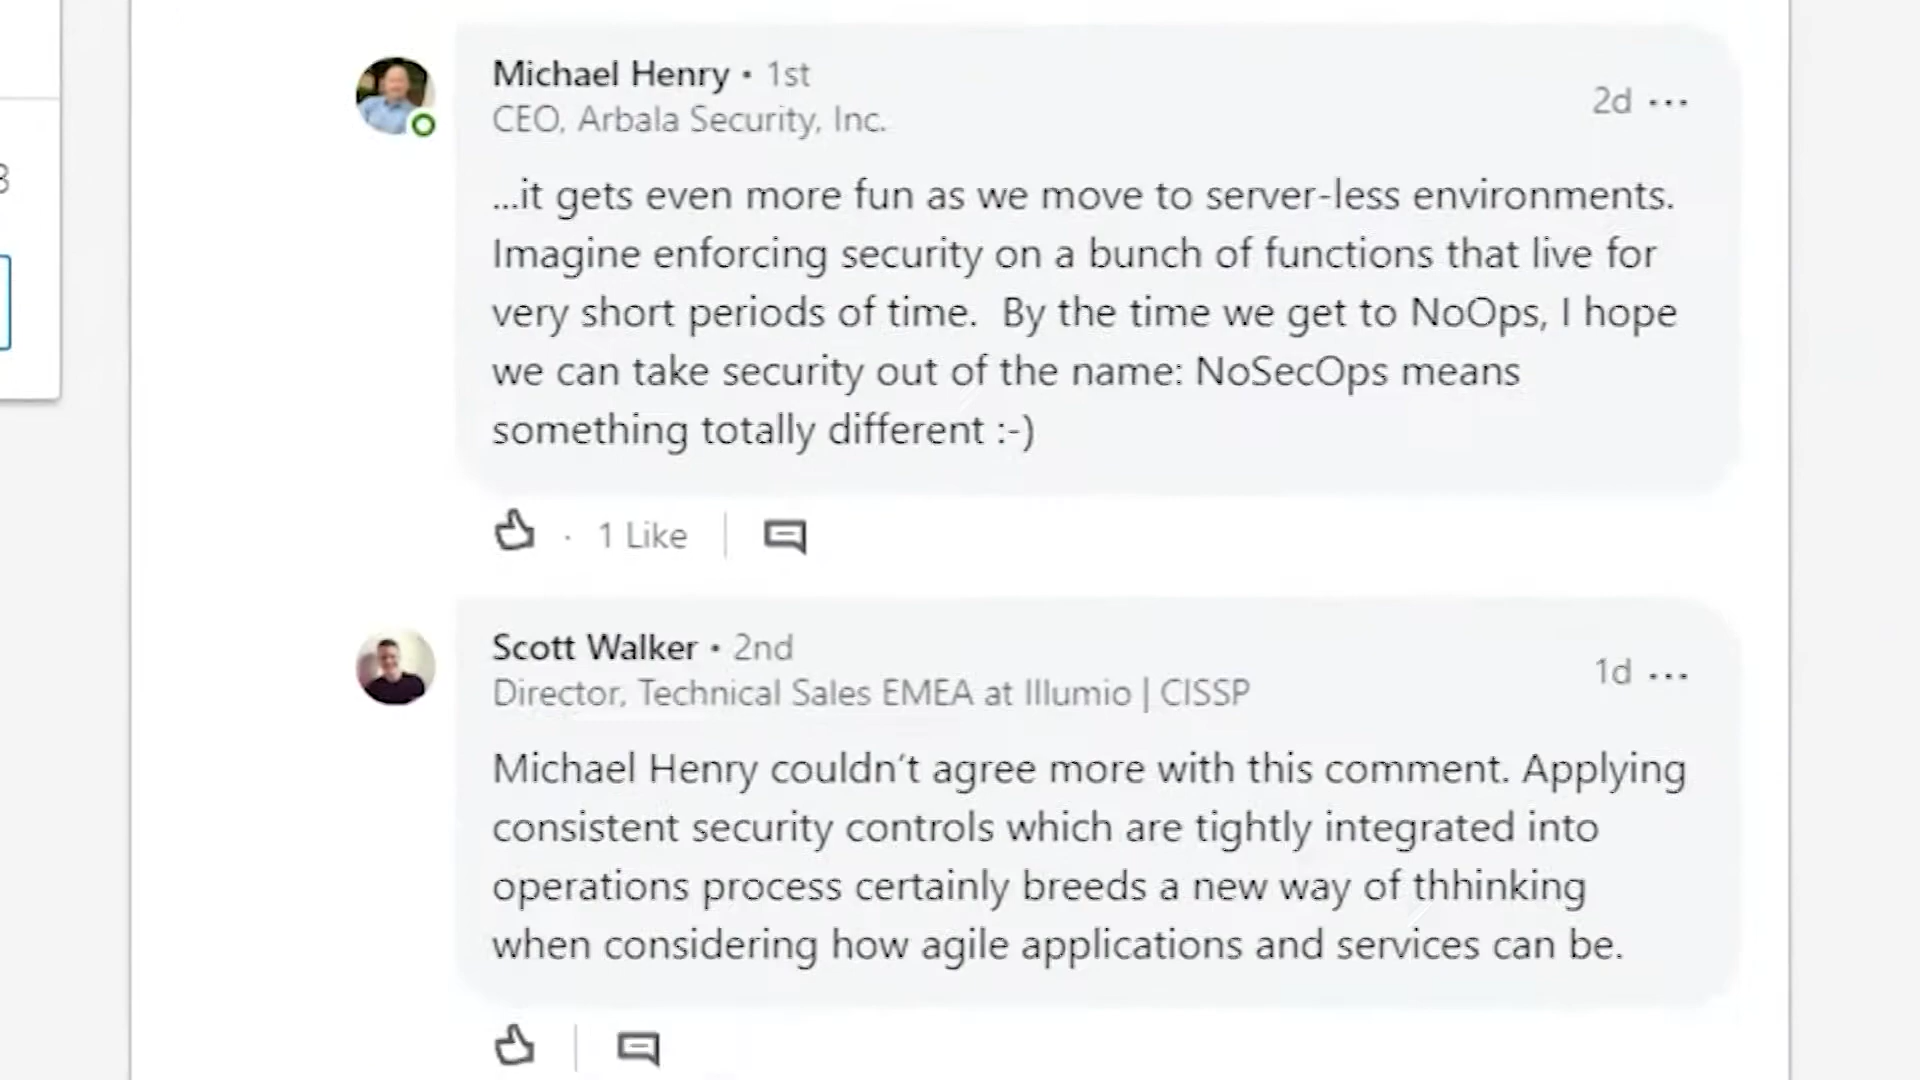 Michael Henry • 1st
CEO, Arbala Security, Inc.
2d ...
...it gets even more fun as we move to server-less environments.
Imagine enforcing security on a bunch of functions that live for
very short periods of time.  By the time we get to NoOps, I hope
we can take security out of the name: NoSecOps means
something totally different :-)
· 1 Like
Scott Walker • 2nd
Director, Technical Sales EMEA at Illumio | CISSP
1d ...
Michael Henry couldn´t agree more with this comment. Applying
consistent security controls which are tightly integrated into
operations process certainly breeds a new way of thhinking
when considering how agile applications and services can be.